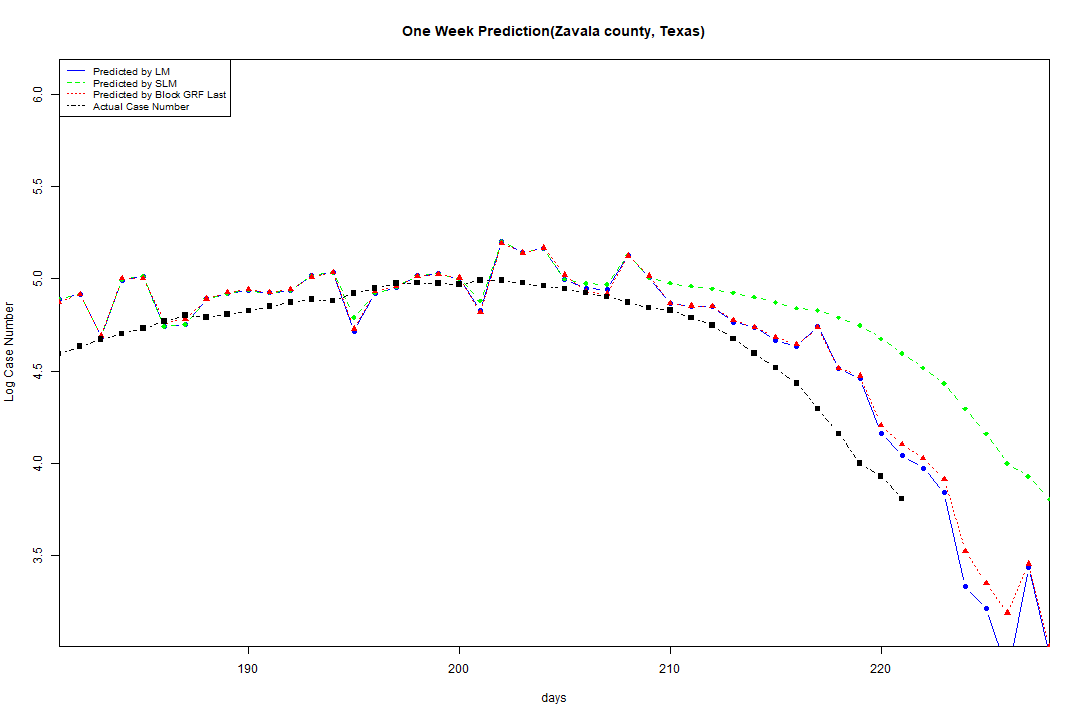 One Week Prediction(Zavala county, Texas)
Predicted by LM
Predicted by SLM
Predicted by Block GRF Last
Actual Case Number
6.0
5.5
5.0
4.5
4.0
3.5
Log Case Number
190
200
210
220
days